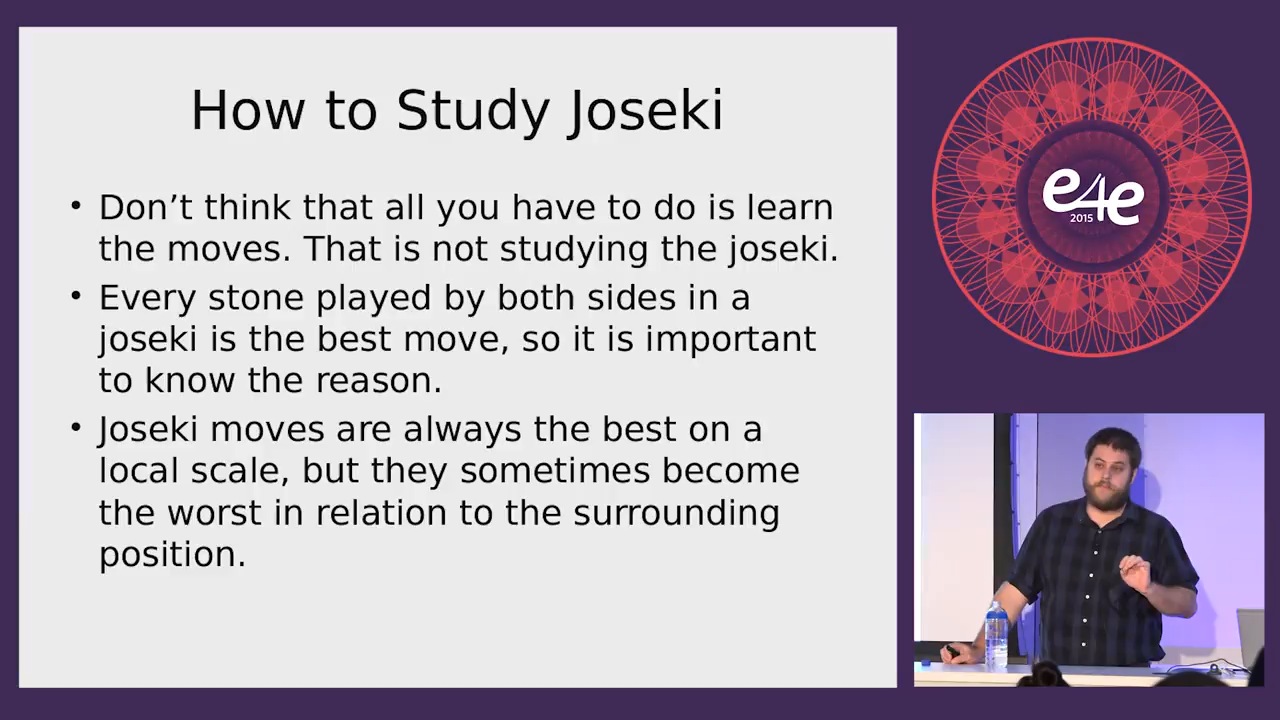 How to Study Joseki
• Don’t think that all you have to do is learn
the moves. That is not studying the joseki.
• Every stone played by both sides in a
joseki is the best move, so it is important
to know the reason.
• Joseki moves are always the best on a
local scale, but they sometimes become
the worst in relation to the surrounding
position.
e4e
2015